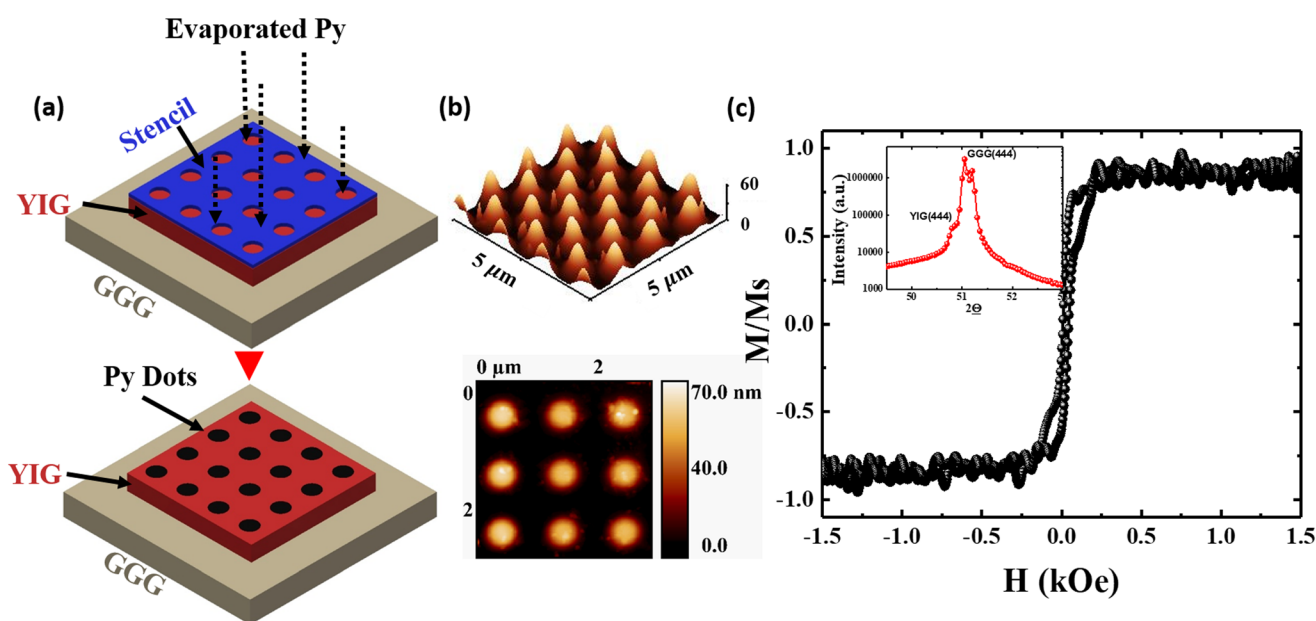 (a)
Evaporated Py
Stencil
YIG
GGG
Py Dots
YIG
GGG
(b)
60
0
5 µm
5 µm
0 µm 2
0
2
70.0 nm
40.0
0.0
(c)
M/Ms
1.0
0.5
0.0
-0.5
-1.0
-1.5 -1.0 -0.5 0.0 0.5 1.0 1.5
H (kOe)
Intensity (a.u.)
1000000
100000
10000
1000
GGG(444)
YIG(444)
50 51 52
2Θ